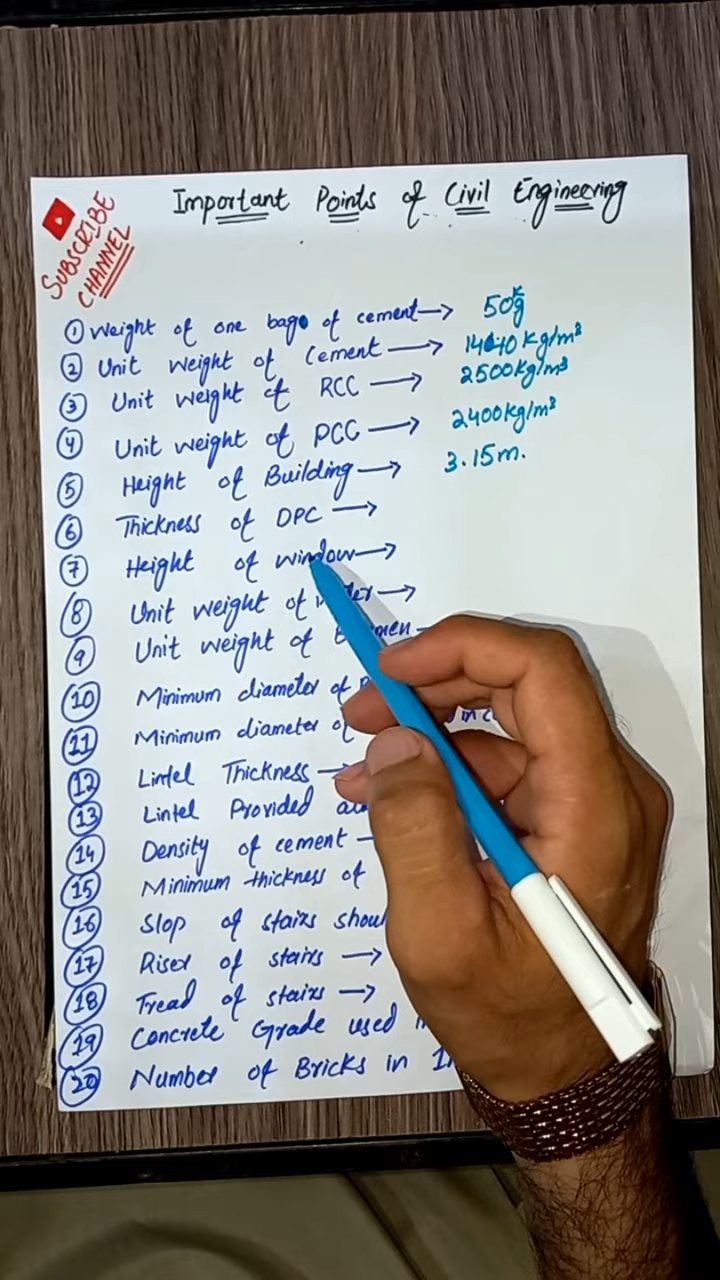 Important Points of Civil Engineering
SUBSCRIBE
CHANNEL
① Weight of one bag of cement → 50kg
② Unit weight of Cement → 1440 kg/m³
③ Unit weight of RCC → 2500kg/m³
④ Unit weight of PCC → 2400kg/m³
⑤ Height of Building → 3.15m.
⑥ Thickness of DPC →
⑦ Height of window →
⑧ Unit weight of →
⑨ Unit weight of
⑩ Minimum diameter of
⑪ Minimum diameter of in
⑫ Lintel Thickness →
⑬ Lintel Provided
⑭ Density of cement
⑮ Minimum thickness of
⑯ Slop of stairs
⑰ Riser of stairs →
⑱ Tread of stairs →
⑲ Concrete Grade used
⑳ Number of Bricks in